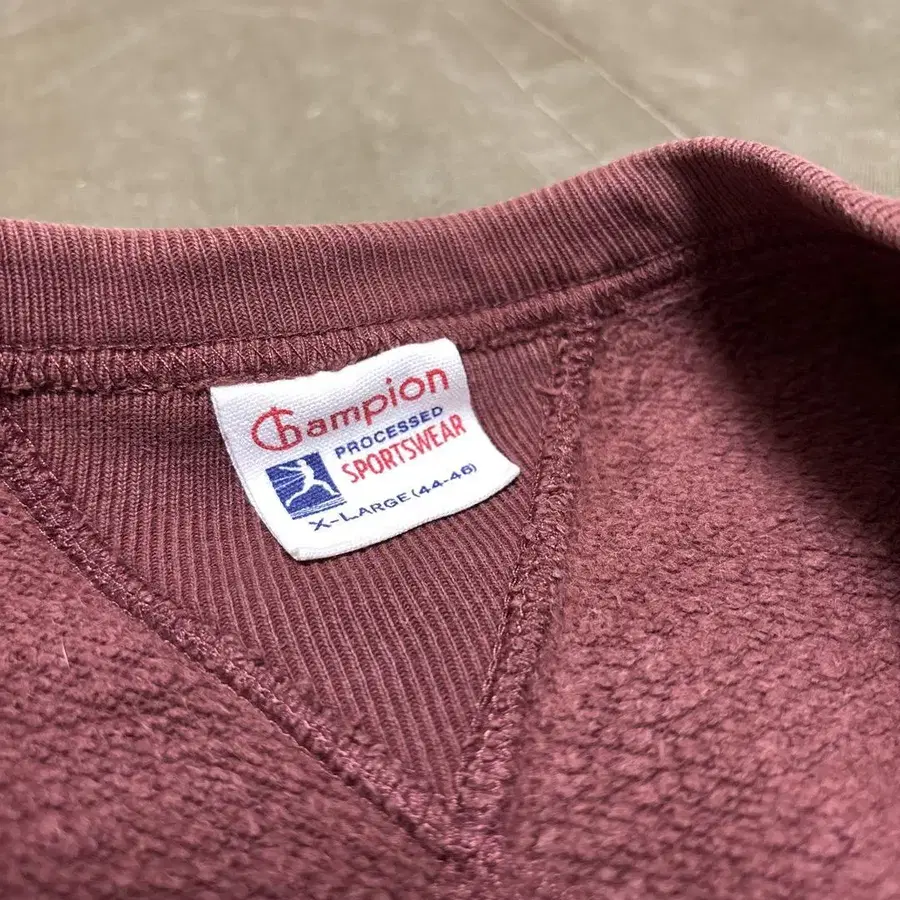 Champion
PROCESSED
SPORTSWEAR
X-LARGE (44-46)